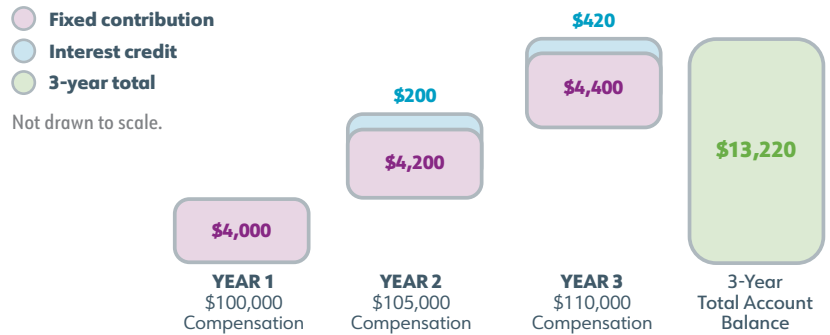 Fixed contribution
Interest credit
3-year total
Not drawn to scale.
$4,000
YEAR 1
$100,000
Compensation
$200
$4,200
YEAR 2
$105,000
Compensation
$420
$4,400
YEAR 3
$110,000
Compensation
$13,220
3-Year
Total Account
Balance